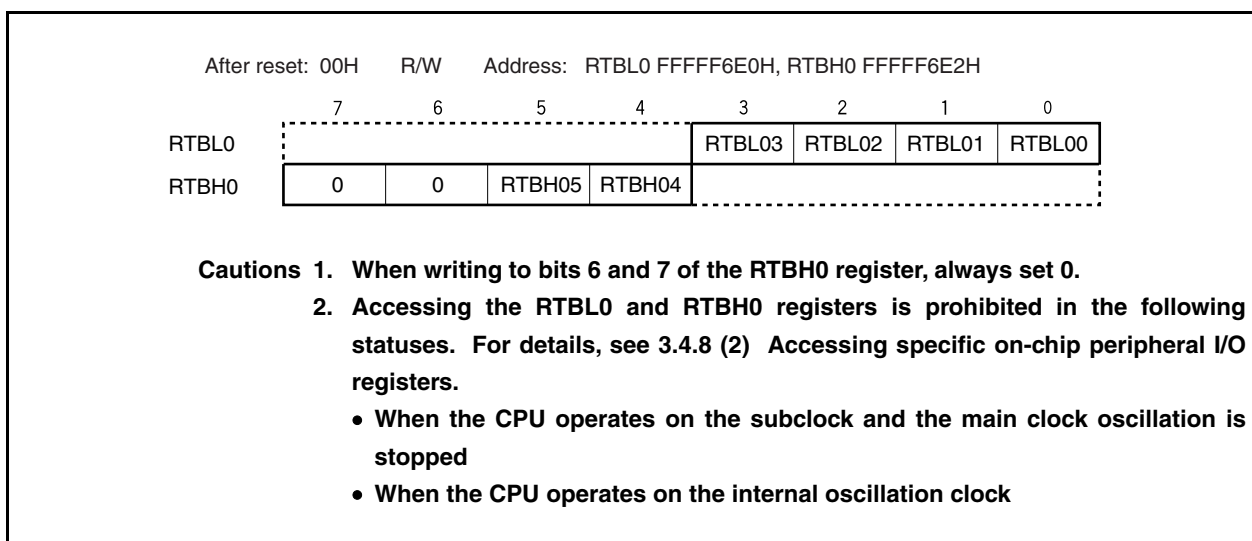 After reset: 00H R/W Address: RTBL0 FFFFF6E0H, RTBH0 FFFFF6E2H
7 6 5 4 3 2 1 0
RTBL0 RTBL03 RTBL02 RTBL01 RTBL00
RTBH0 0 0 RTBH05 RTBH04
Cautions 1. When writing to bits 6 and 7 of the RTBH0 register, always set 0.
2. Accessing the RTBL0 and RTBH0 registers is prohibited in the following
statuses. For details, see 3.4.8 (2) Accessing specific on-chip peripheral I/O
registers.
• When the CPU operates on the subclock and the main clock oscillation is
stopped
• When the CPU operates on the internal oscillation clock